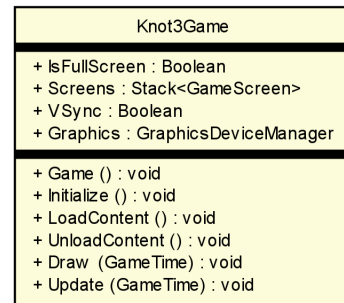 Knot3Game
+ IsFullScreen : Boolean
+ Screens : Stack<GameScreen>
+ VSync : Boolean
+ Graphics : GraphicsDeviceManager
+ Game () : void
+ Initialize () : void
+ LoadContent () : void
+ UnloadContent () : void
+ Draw (GameTime) : void
+ Update (GameTime) : void